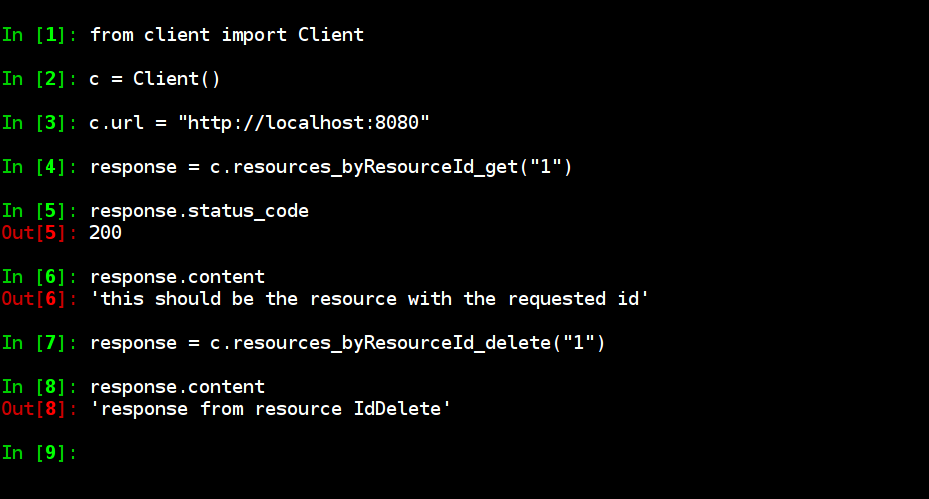 In [1]: from client import Client
In [2]: c = Client()
In [3]: c.url = "http://localhost:8080"
In [4]: response = c.resources_byResourceId_get("1")
In [5]: response.status_code
Out[5]: 200
In [6]: response.content
Out[6]: 'this should be the resource with the requested id'
In [7]: response = c.resources_byResourceId_delete("1")
In [8]: response.content
Out[8]: 'response from resource IdDelete'
In [9]: